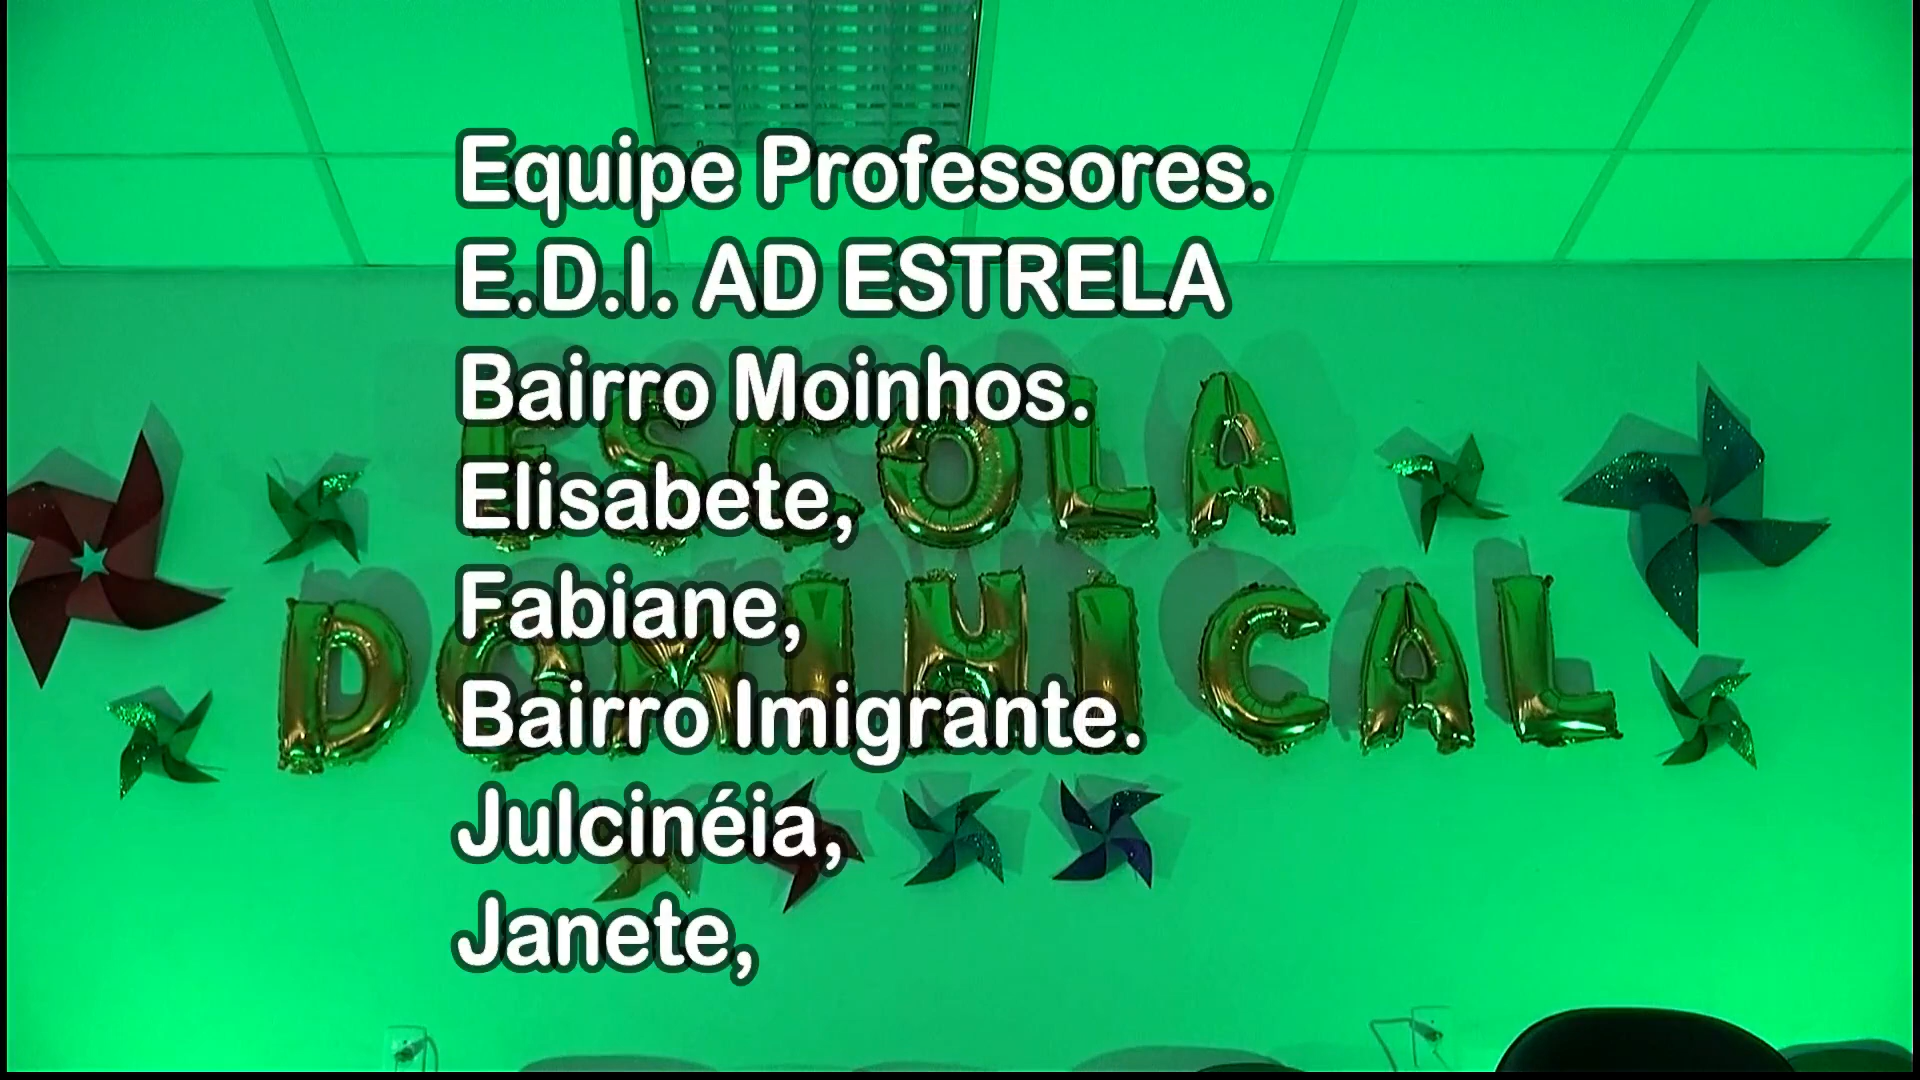 Equipe Professores.
E.D.I. AD ESTRELA
Bairro Moinhos.
Elisabete,
Fabiane,
Bairro Imigrante.
Julcinéia,
Janete,
ESCOLA
DOMINICAL